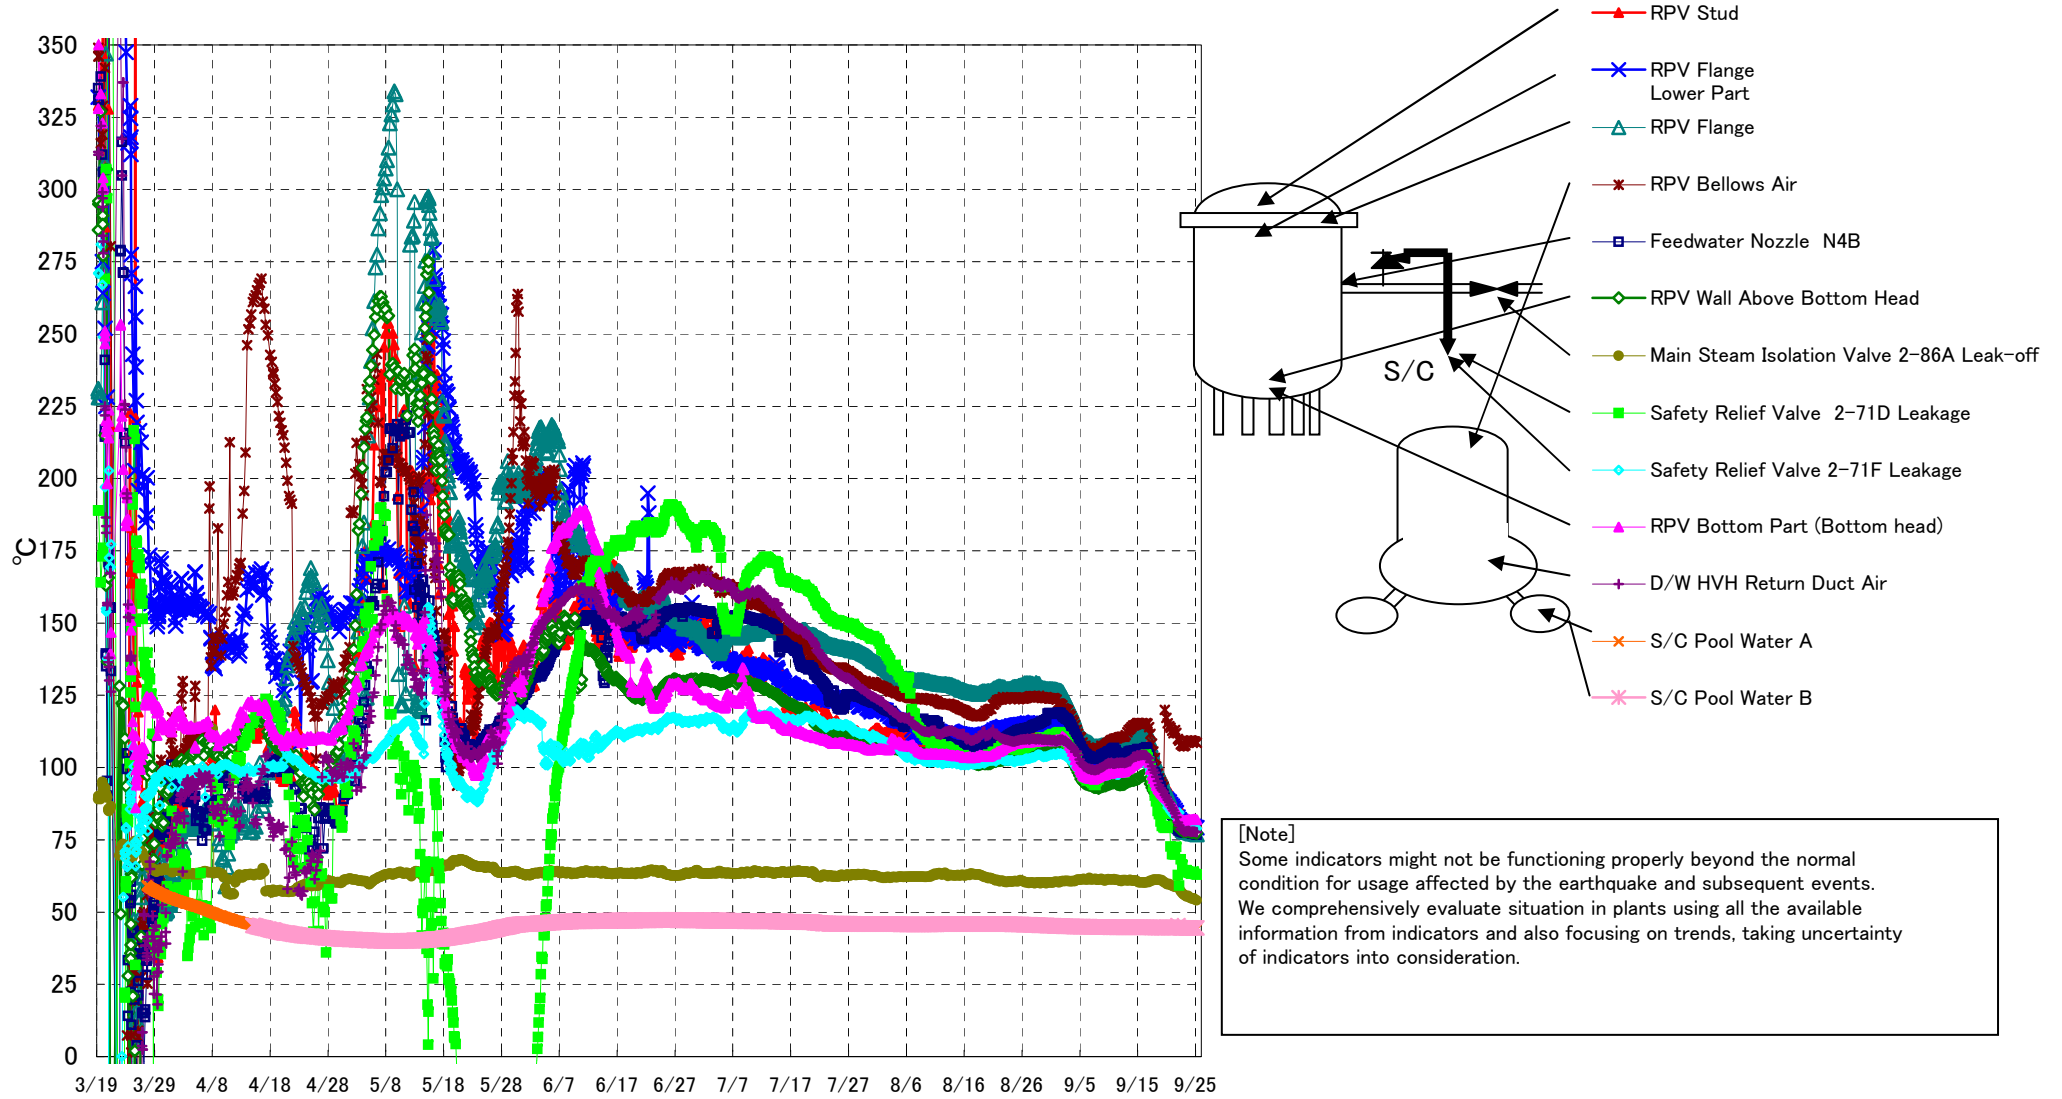 350
325
300
275
250
225
200
175
150
125
100
75
50
25
0
℃
3/19 3/29 4/8 4/18 4/28 5/8 5/18 5/28 6/7 6/17 6/27 7/7 7/17 7/27 8/6 8/16 8/26 9/5 9/15 9/25
RPV Stud
RPV Flange
Lower Part
RPV Flange
RPV Bellows Air
Feedwater Nozzle N4B
RPV Wall Above Bottom Head
Main Steam Isolation Valve 2-86A Leak-off
Safety Relief Valve 2-71D Leakage
Safety Relief Valve 2-71F Leakage
RPV Bottom Part (Bottom head)
D/W HVH Return Duct Air
S/C Pool Water A
S/C Pool Water B
S/C
[Note]
Some indicators might not be functioning properly beyond the normal
condition for usage affected by the earthquake and subsequent events.
We comprehensively evaluate situation in plants using all the available
information from indicators and also focusing on trends, taking uncertainty
of indicators into consideration.